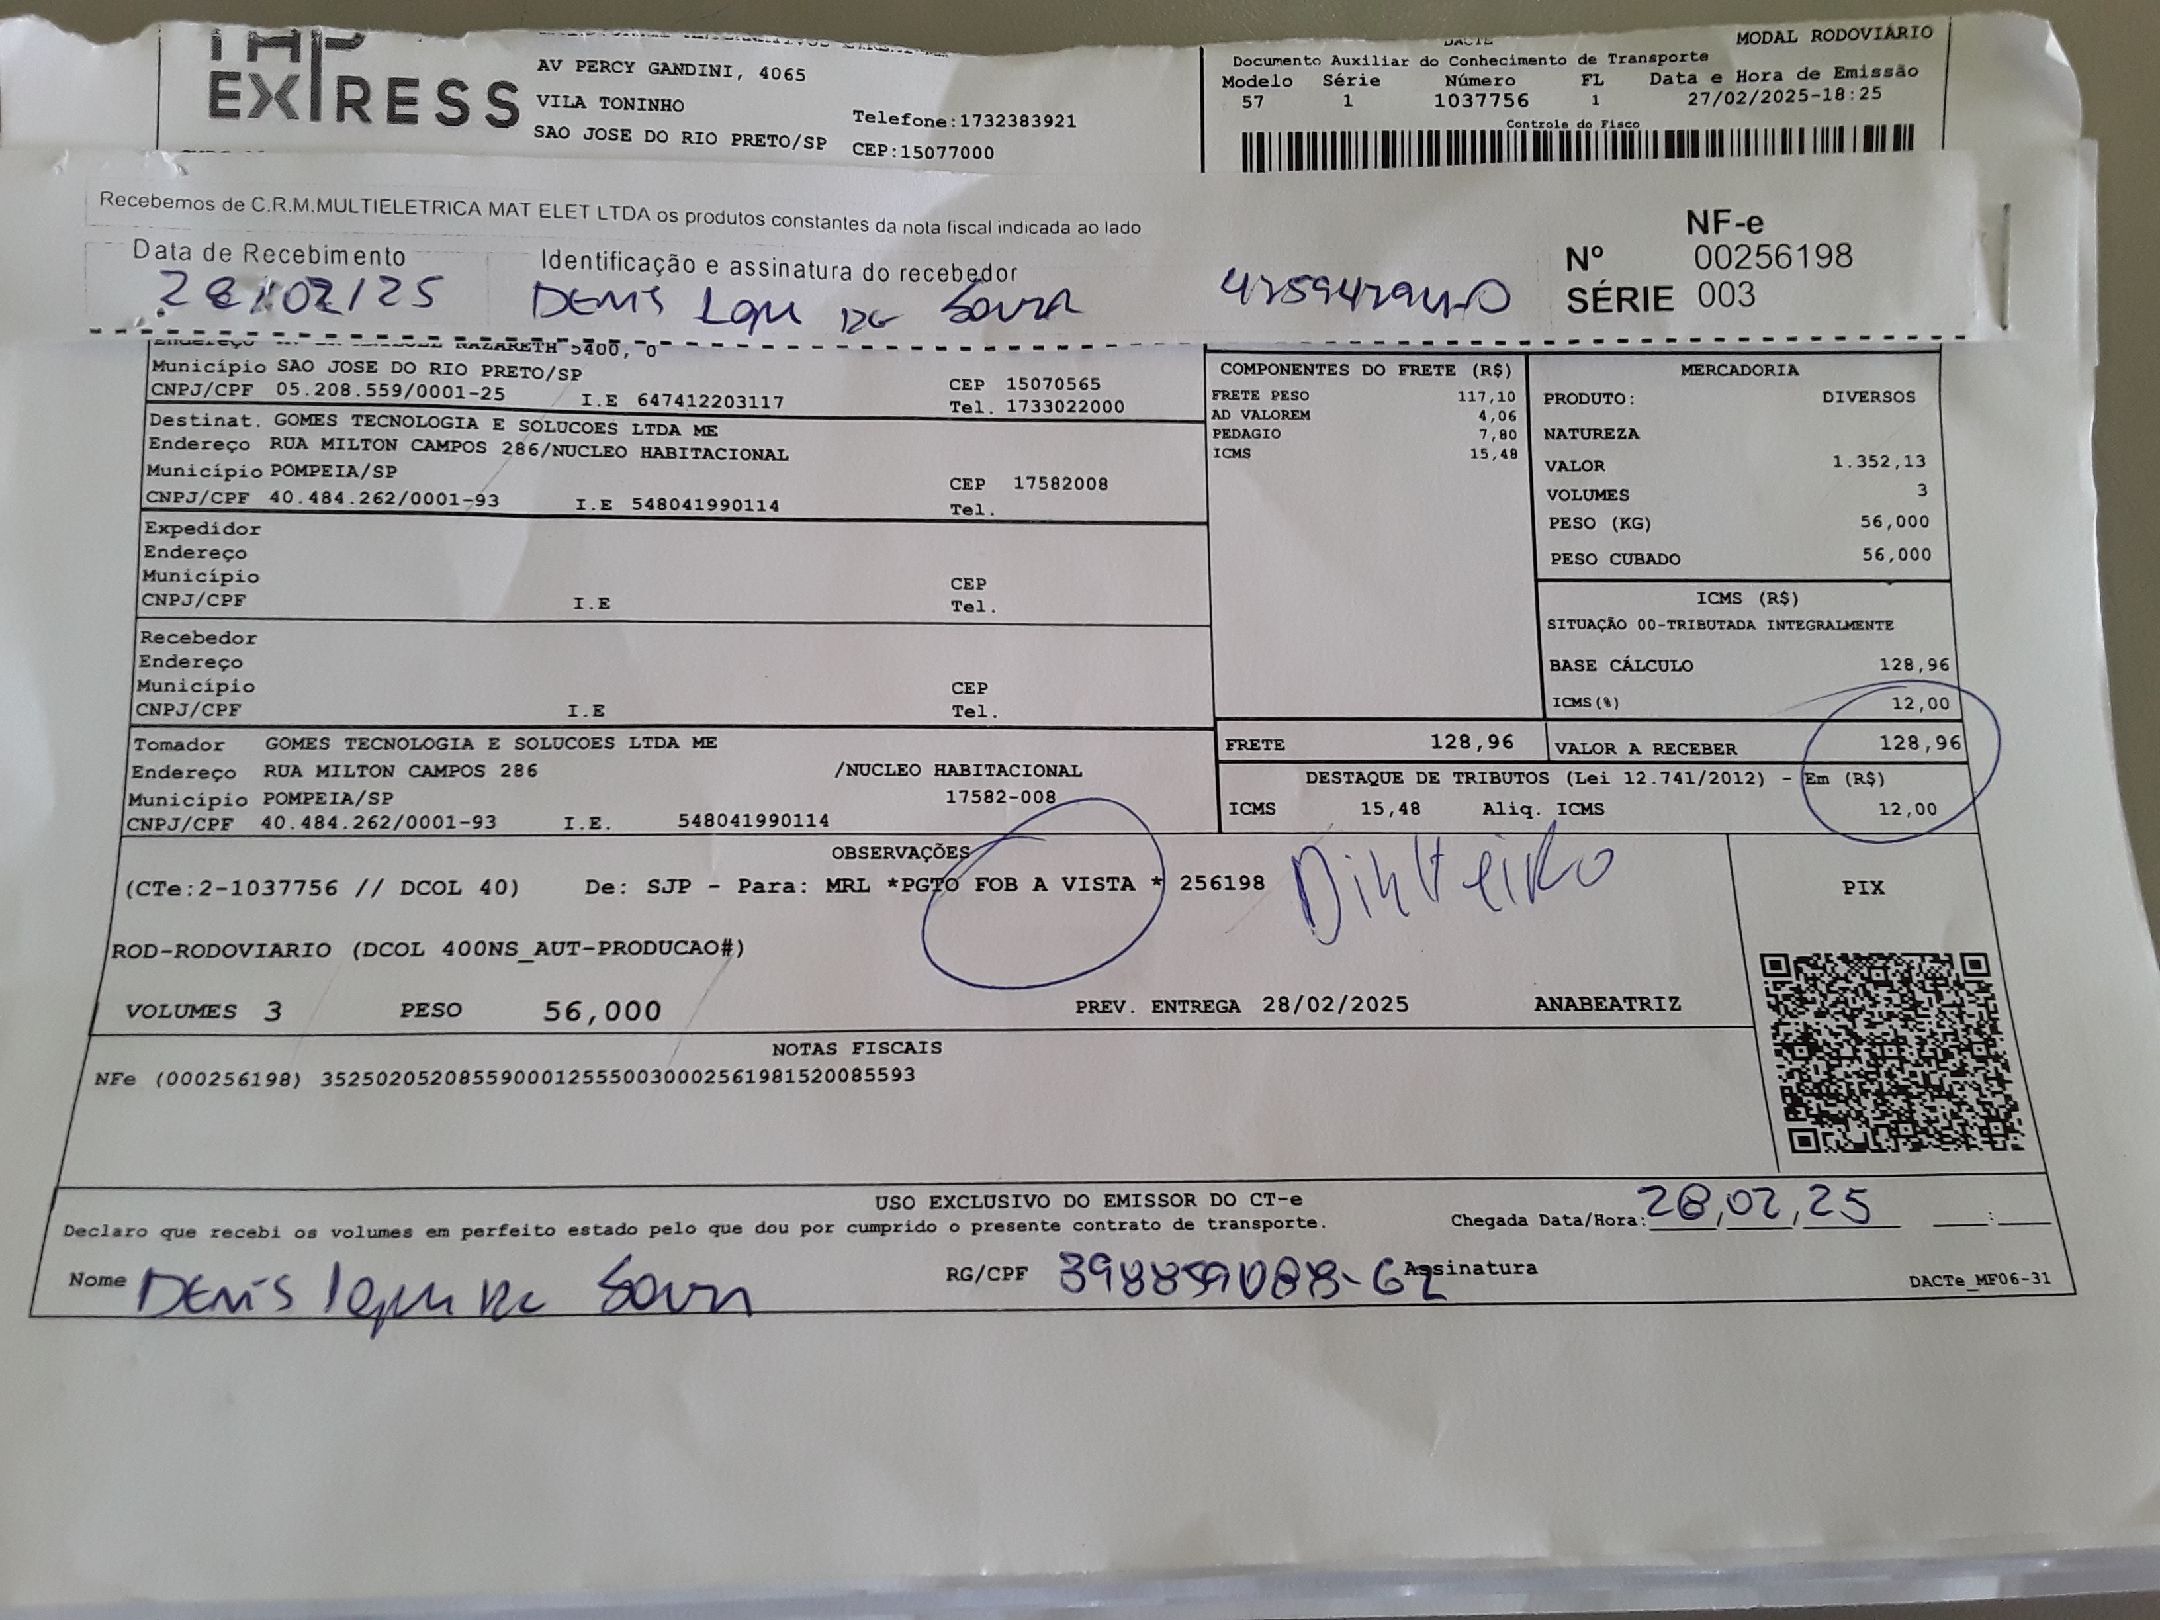 EXPRESS
AV PERCY GANDINI, 4065
VILA TONINHO
SAO JOSE DO RIO PRETO/SP
Telefone:1732383921
CEP:15077000
DACTE
MODAL RODOVIÁRIO
Documento Auxiliar do Conhecimento de Transporte
Modelo Série Número FL Data e Hora de Emissão
57 1 1037756 1 27/02/2025-18:25
Controle do Fisco
Recebemos de C.R.M.MULTIELETRICA MAT ELET LTDA os produtos constantes da nota fiscal indicada ao lado
Data de Recebimento
28/02/25
Identificação e assinatura do recebedor
DENIS DE Souza
NF-e
Nº 00256198
SÉRIE 003
Endereço NAZARETH 5400, 0
Município SAO JOSE DO RIO PRETO/SP
CEP 15070565
CNPJ/CPF 05.208.559/0001-25 I.E 647412203117 Tel. 1733022000
Destinat. GOMES TECNOLOGIA E SOLUCOES LTDA ME
Endereço RUA MILTON CAMPOS 286/NUCLEO HABITACIONAL
Município POMPEIA/SP CEP 17582008
CNPJ/CPF 40.484.262/0001-93 I.E 548041990114 Tel.
Expedidor
Endereço
Município CEP
CNPJ/CPF I.E Tel.
Recebedor
Endereço
Município CEP
CNPJ/CPF I.E Tel.
Tomador GOMES TECNOLOGIA E SOLUCOES LTDA ME
Endereço RUA MILTON CAMPOS 286 /NUCLEO HABITACIONAL
Município POMPEIA/SP 17582-008
CNPJ/CPF 40.484.262/0001-93 I.E. 548041990114
COMPONENTES DO FRETE (R$)
FRETE PESO 117,10
AD VALOREM 4,06
PEDAGIO 7,80
ICMS 15,48
MERCADORIA
PRODUTO: DIVERSOS
NATUREZA
VALOR 1.352,13
VOLUMES 3
PESO (KG) 56,000
PESO CUBADO 56,000
ICMS (R$)
SITUAÇÃO 00-TRIBUTADA INTEGRALMENTE
BASE CÁLCULO 128,96
ICMS(%) 12,00
FRETE 128,96 VALOR A RECEBER 128,96
DESTAQUE DE TRIBUTOS (Lei 12.741/2012) - Em (R$)
ICMS 15,48 Aliq. ICMS 12,00
OBSERVAÇÕES
(CTe:2-1037756 // DCOL 40) De: SJP - Para: MRL *PGTO FOB A VISTA * 256198
Dinheiro
ROD-RODOVIARIO (DCOL 400NS_AUT-PRODUCAO#)
VOLUMES 3 PESO 56,000 PREV. ENTREGA 28/02/2025 ANABEATRIZ
PIX
NOTAS FISCAIS
NFe (000256198) 35250205208559000125550030002561981520085593
USO EXCLUSIVO DO EMISSOR DO CT-e
Declaro que recebi os volumes em perfeito estado pelo que dou por cumprido o presente contrato de transporte.
Chegada Data/Hora: 28,02,25 __:__
Nome DENIS DE Souza RG/CPF Assinatura
DACTe_MF06-31